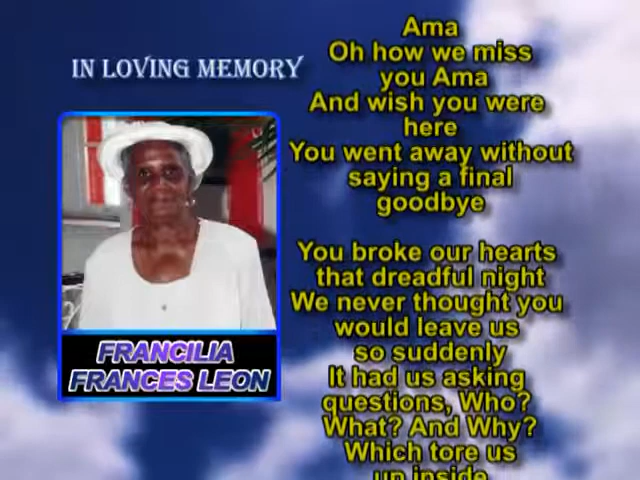 IN LOVING MEMORY
FRANCILIA
FRANCES LEON
Ama
Oh how we miss
you Ama
And wish you were
here
You went away without
saying a final
goodbye
You broke our hearts
that dreadful night
We never thought you
would leave us
so suddenly
It had us asking
questions, Who?
What? And Why?
Which tore us
up inside